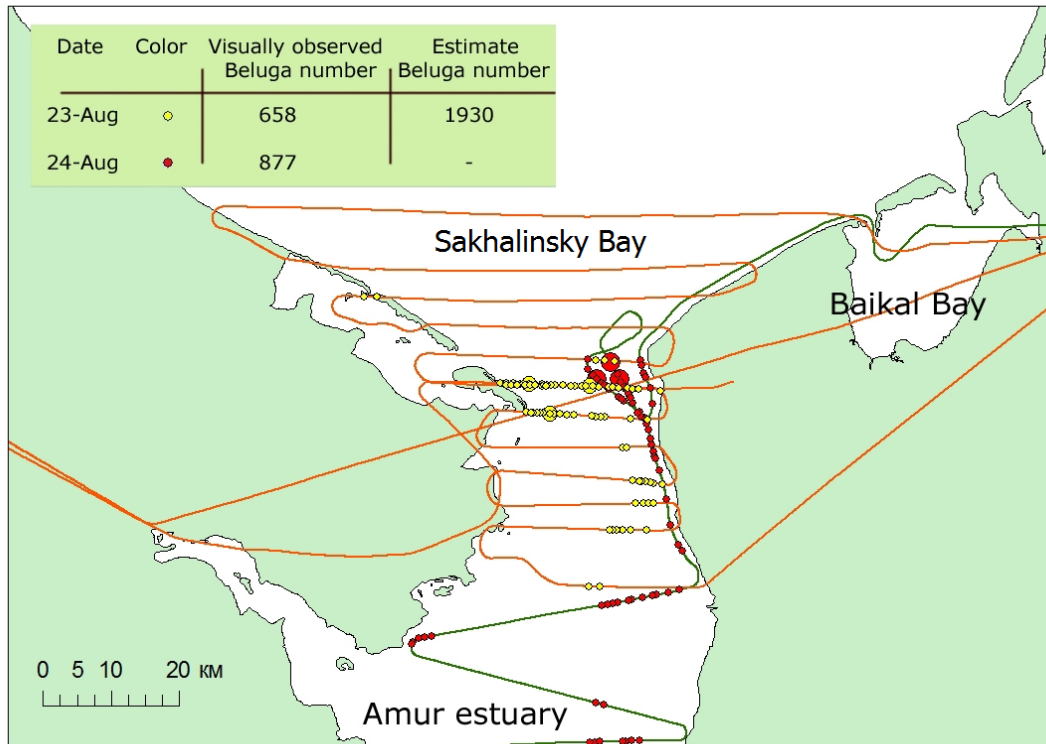 Date Color Visually observed Beluga number Estimate Beluga number
23-Aug 658 1930
24-Aug 877 -
Sakhalinsky Bay
Baikal Bay
0 5 10 20 км
Amur estuary